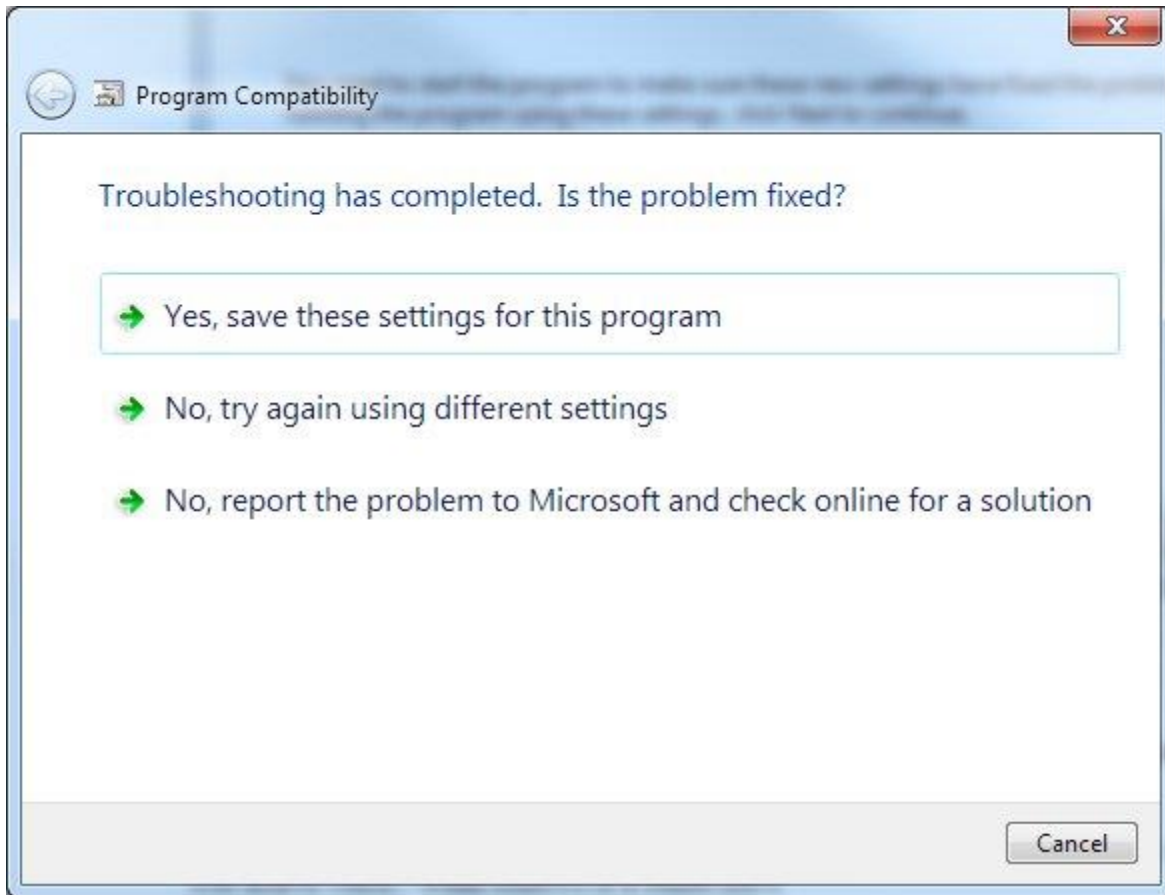 Program Compatibility
Troubleshooting has completed. Is the problem fixed?
Yes, save these settings for this program
No, try again using different settings
No, report the problem to Microsoft and check online for a solution
Cancel